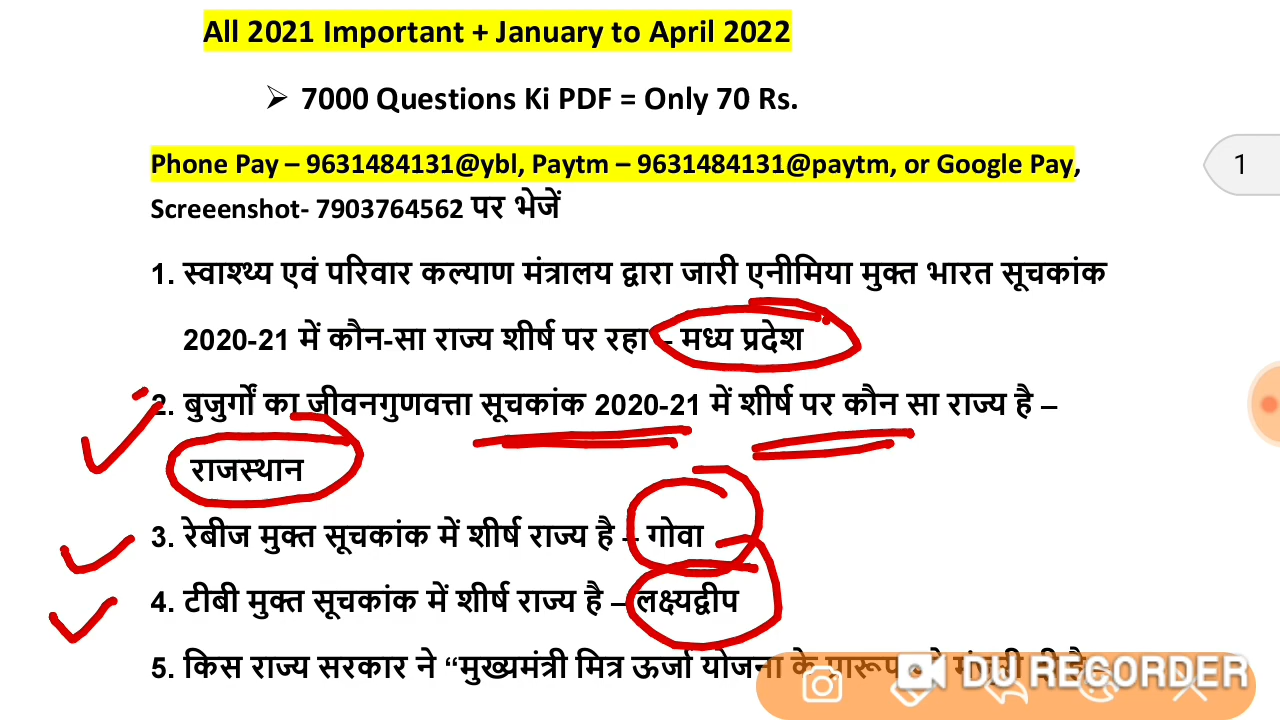 All 2021 Important + January to April 2022
➢ 7000 Questions Ki PDF = Only 70 Rs.
Phone Pay – 9631484131@ybl, Paytm – 9631484131@paytm, or Google Pay,
Screeenshot- 7903764562 पर भेजें
1
1. स्वाश्थ्य एवं परिवार कल्याण मंत्रालय द्वारा जारी एनीमिया मुक्त भारत सूचकांक
2020-21 में कौन-सा राज्य शीर्ष पर रहा – मध्य प्रदेश
2. बुजुर्गों का जीवनगुणवत्ता सूचकांक 2020-21 में शीर्ष पर कौन सा राज्य है –
राजस्थान
3. रेबीज मुक्त सूचकांक में शीर्ष राज्य है – गोवा
4. टीबी मुक्त सूचकांक में शीर्ष राज्य है – लक्ष्यद्वीप
5. किस राज्य सरकार ने “मुख्यमंत्री मित्र ऊर्जा योजना के प्रारूप
DU RECORDER